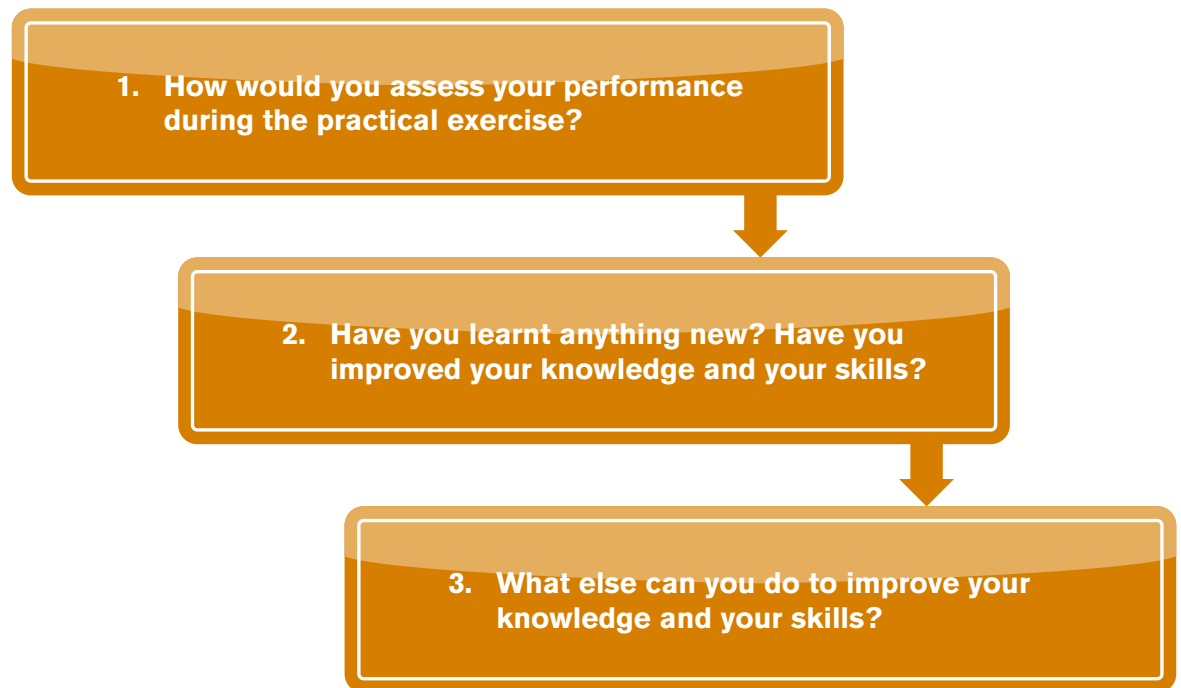 1. How would you assess your performance
during the practical exercise?
2. Have you learnt anything new? Have you
improved your knowledge and your skills?
3. What else can you do to improve your
knowledge and your skills?